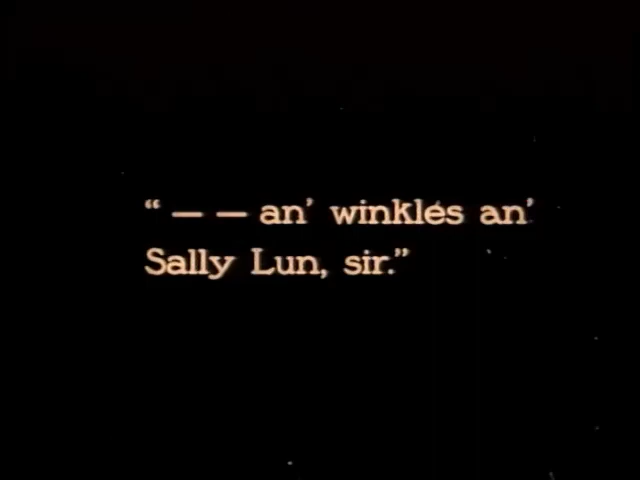 “ — — an’ winkles an’
Sally Lun, sir.”